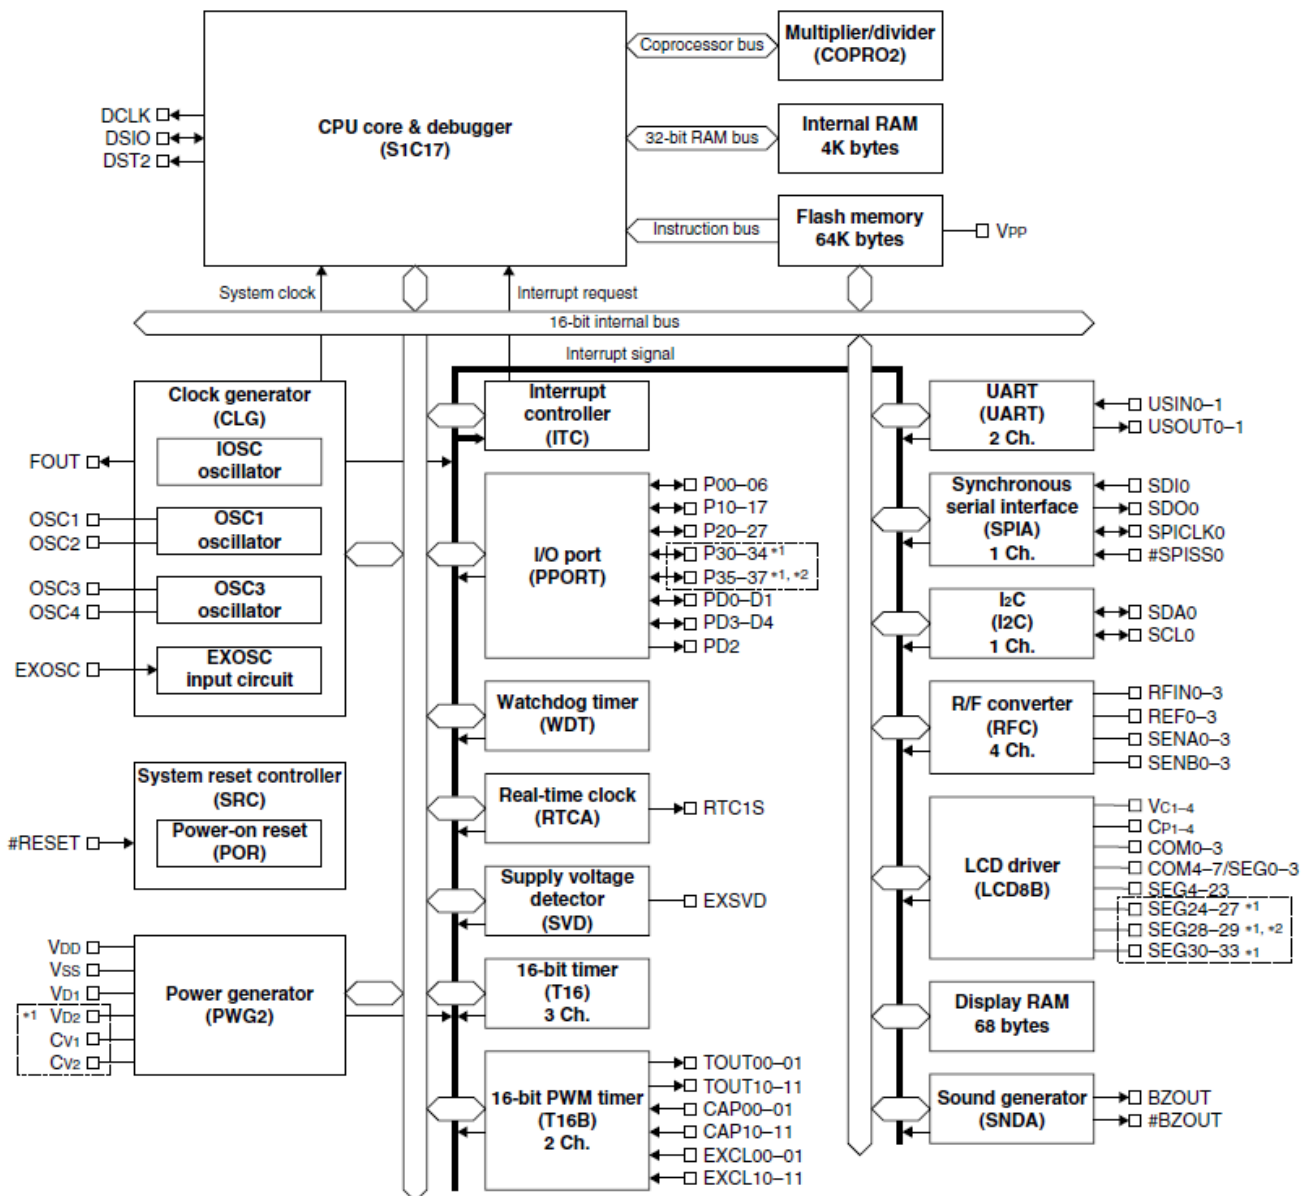 Coprocessor bus
Multiplier/divider
(COPRO2)
DCLK
DSIO
DST2
CPU core & debugger
(S1C17)
32-bit RAM bus
Internal RAM
4K bytes
Instruction bus
Flash memory
64K bytes
VPP
System clock
Interrupt request
16-bit internal bus
Interrupt signal
Clock generator
(CLG)
IOSC
oscillator
FOUT
OSC1
OSC2
OSC1
oscillator
OSC3
OSC4
OSC3
oscillator
EXOSC
EXOSC
input circuit
System reset controller
(SRC)
#RESET
Power-on reset
(POR)
VDD
VSS
VD1
*1 VD2
CV1
CV2
Power generator
(PWG2)
Interrupt
controller
(ITC)
I/O port
(PPORT)
P00–06
P10–17
P20–27
P30–34 *1
P35–37 *1, *2
PD0–D1
PD3–D4
PD2
Watchdog timer
(WDT)
Real-time clock
(RTCA)
RTC1S
Supply voltage
detector
(SVD)
EXSVD
16-bit timer
(T16)
3 Ch.
16-bit PWM timer
(T16B)
2 Ch.
TOUT00–01
TOUT10–11
CAP00–01
CAP10–11
EXCL00–01
EXCL10–11
UART
(UART)
2 Ch.
USIN0–1
USOUT0–1
Synchronous
serial interface
(SPIA)
1 Ch.
SDI0
SDO0
SPICLK0
#SPISS0
I2C
(I2C)
1 Ch.
SDA0
SCL0
R/F converter
(RFC)
4 Ch.
RFIN0–3
REF0–3
SENA0–3
SENB0–3
LCD driver
(LCD8B)
VC1–4
CP1–4
COM0–3
COM4–7/SEG0–3
SEG4–23
SEG24–27 *1
SEG28–29 *1, *2
SEG30–33 *1
Display RAM
68 bytes
Sound generator
(SNDA)
BZOUT
#BZOUT